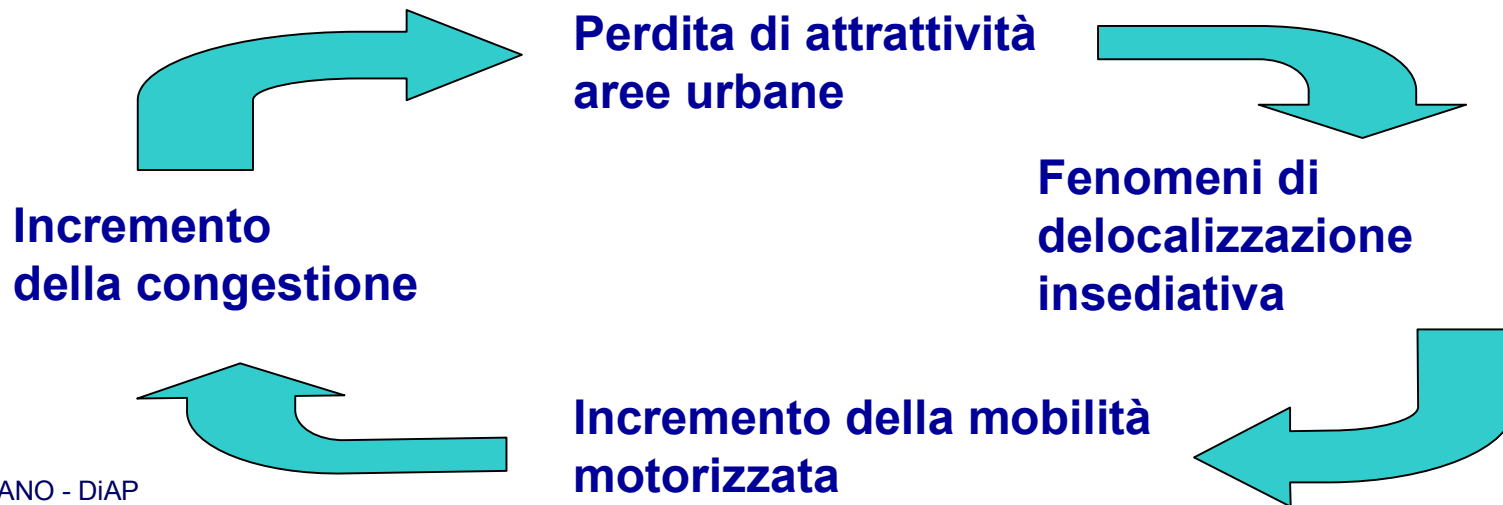 Perdita di attrattività
aree urbane
Fenomeni di
delocalizzazione
insediativa
Incremento
della congestione
Incremento della mobilità
motorizzata
ANO - DiAP